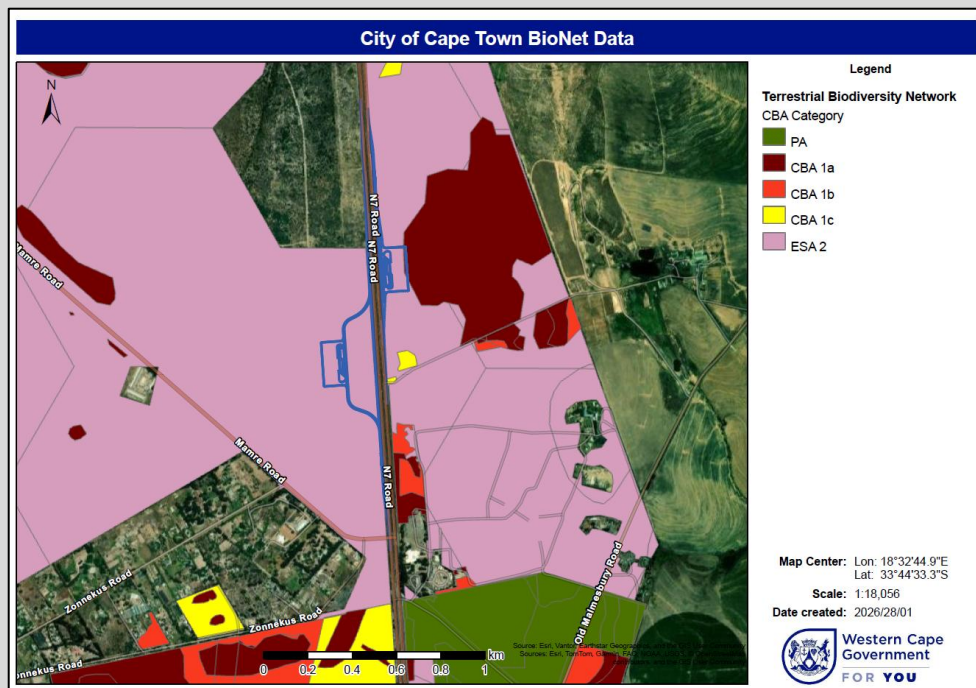 City of Cape Town BioNet Data
N
N7 Road
N7 Road
Mamre Road
Mamre Road
N7 Road
Zonnekus Road
Zonnekus Road
Old Malmesbury Road
0 0.2 0.4 0.6 0.8 1 km
Legend
Terrestrial Biodiversity Network
CBA Category
PA
CBA 1a
CBA 1b
CBA 1c
ESA 2
Map Center: Lon: 18°32'44.9"E
Lat: 33°44'33.3"S
Scale: 1:18,056
Date created: 2026/28/01
Western Cape
Government
FOR YOU